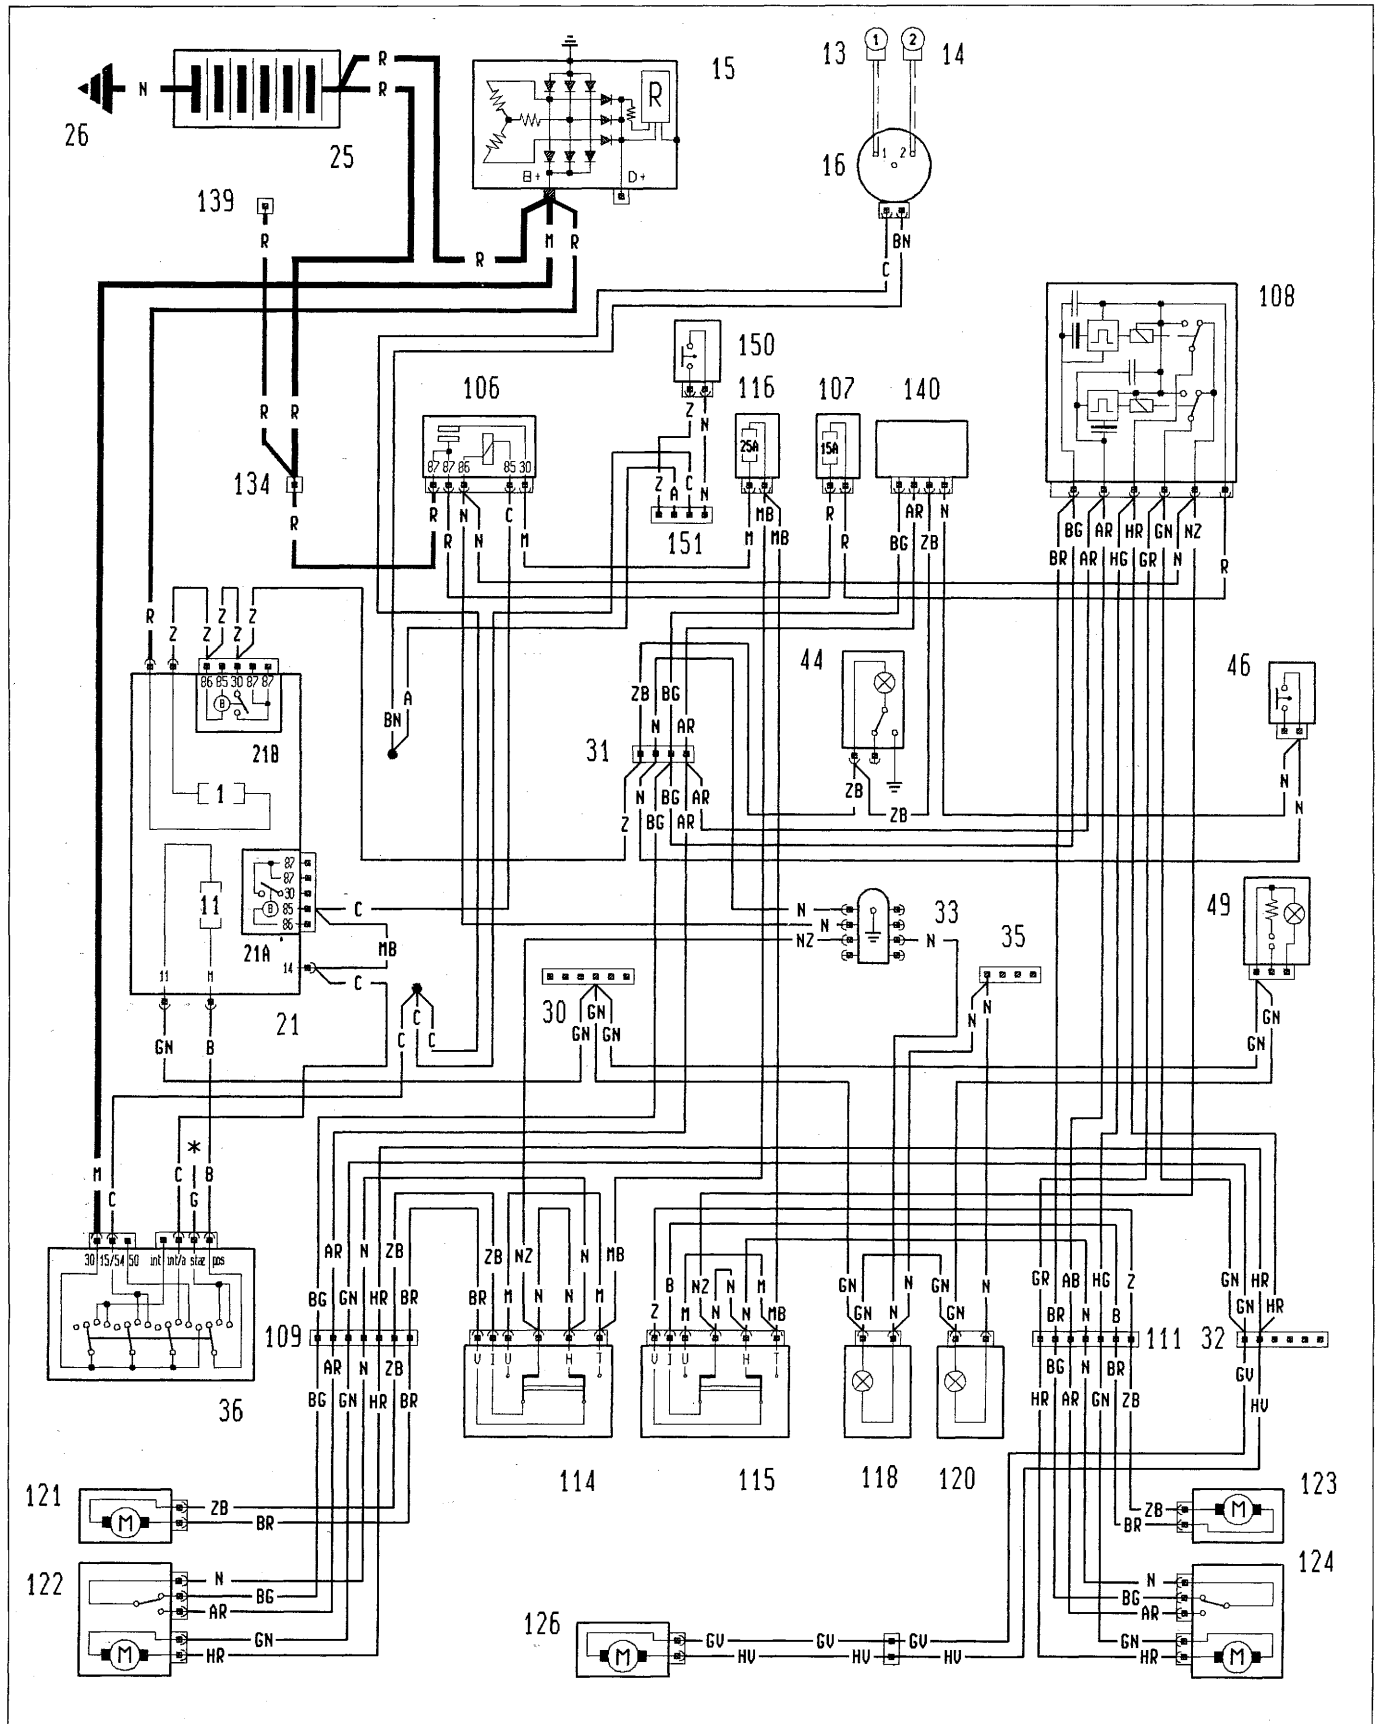 R
R
N
26
25
15
R
B+
D+
13
1
2
14
16
1 2
139
R
R
M
R
BN
C
108
150
116
107
140
106
25A
15A
Z
N
87 87 86 85 30
R
R
134
R
R
R
N
N
C
M
Z
A
C
N
151
M
MB
MB
R
R
BG
AR
ZB
N
BR
BG
AR
AR
HG
HR
GR
GN
N
NZ
R
R
Z
Z
Z
Z
86 85 30 87 87
B
21B
44
46
BN
A
ZB
BG
N
AR
31
1
ZB
ZB
Z
N
BG
BG
AR
AR
N
N
87
87
30
85
86
B
11
21A
14
11
M
21
C
MB
C
N
N
NZ
33
N
35
49
30
GN
GN
GN
N
N
GN
GN
GN
B
C
C
C
*
M
C
C
G
B
30 15/54 50 int int/a staz pos
36
AR
N
ZB
BG
GN
HR
BR
109
AR
N
ZB
BG
GN
HR
BR
BR
ZB
M
NZ
N
N
N
M
MB
V I U H T
114
Z
B
M
NZ
N
N
N
M
MB
V I U H T
115
GN
GN
N
N
118
GN
GN
N
120
GR
BR
AB
N
HG
B
Z
111
HR
BG
AR
N
GN
BR
ZB
GN
GN
HR
HR
32
GV
HV
121
M
ZB
BR
122
N
BG
AR
M
GN
HR
126
M
GV
GV
GV
HV
HV
HV
123
ZB
BR
M
124
N
BG
AR
GN
HR
M